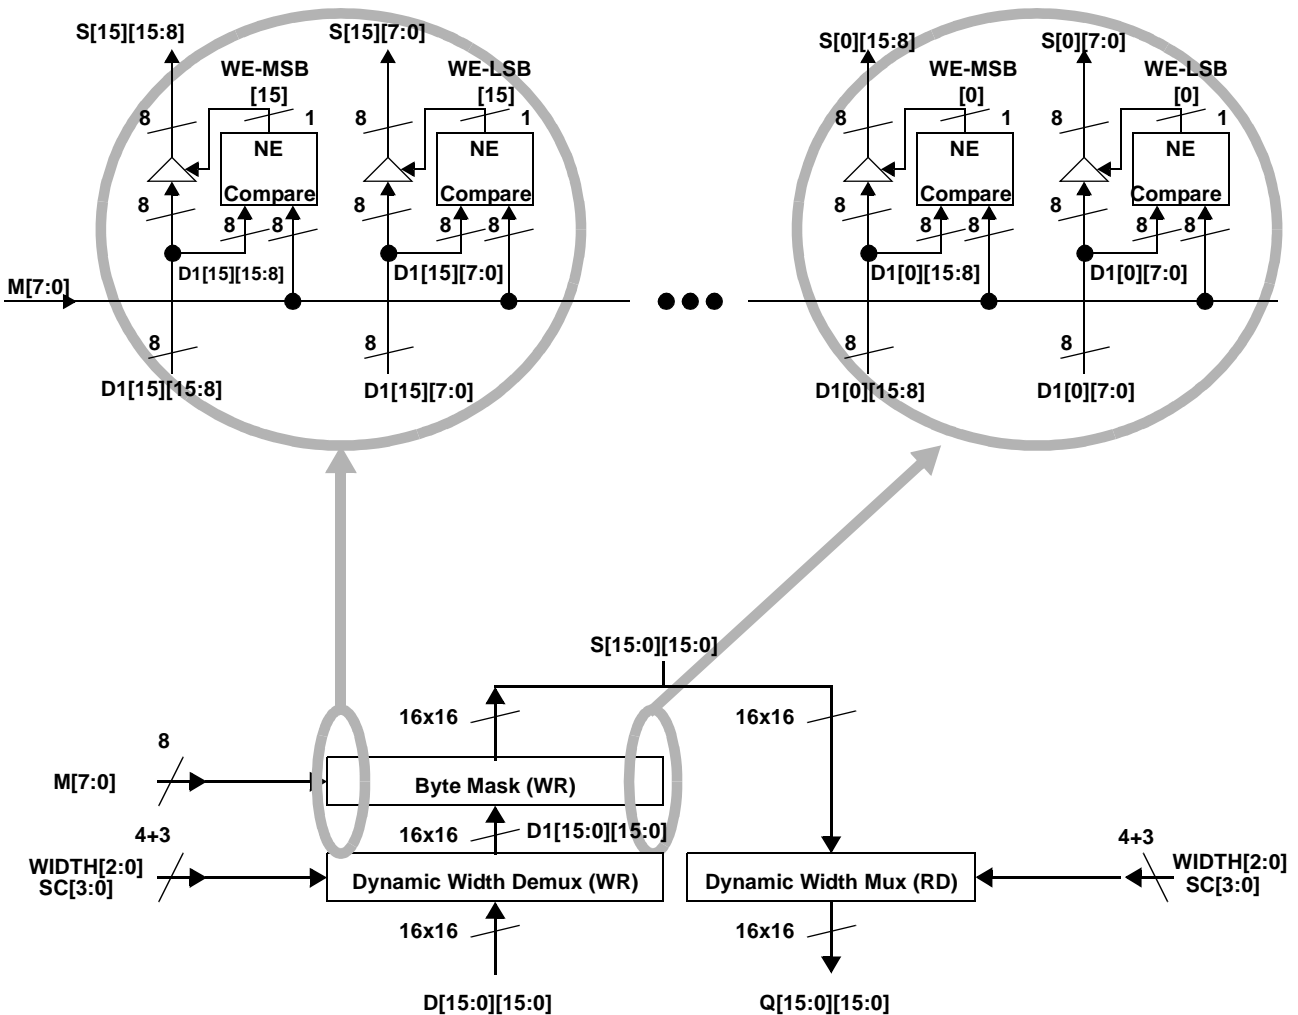 S[15][15:8] S[15][7:0] S[0][15:8] S[0][7:0]
WE-MSB WE-LSB WE-MSB WE-LSB
[15] [15] [0] [0]
8 1 8 1 8 1 8 1
NE NE NE NE
Compare Compare Compare Compare
8 8 8 8
8 8 8 8 8 8 8 8
D1[15][15:8] D1[15][7:0] D1[0][15:8] D1[0][7:0]
M[7:0]
8 8 8 8
D1[15][15:8] D1[15][7:0] D1[0][15:8] D1[0][7:0]
S[15:0][15:0]
16x16 16x16
8
M[7:0] Byte Mask (WR)
4+3 16x16 D1[15:0][15:0] 4+3
WIDTH[2:0] WIDTH[2:0]
SC[3:0] Dynamic Width Demux (WR) Dynamic Width Mux (RD) SC[3:0]
16x16 16x16
D[15:0][15:0] Q[15:0][15:0]